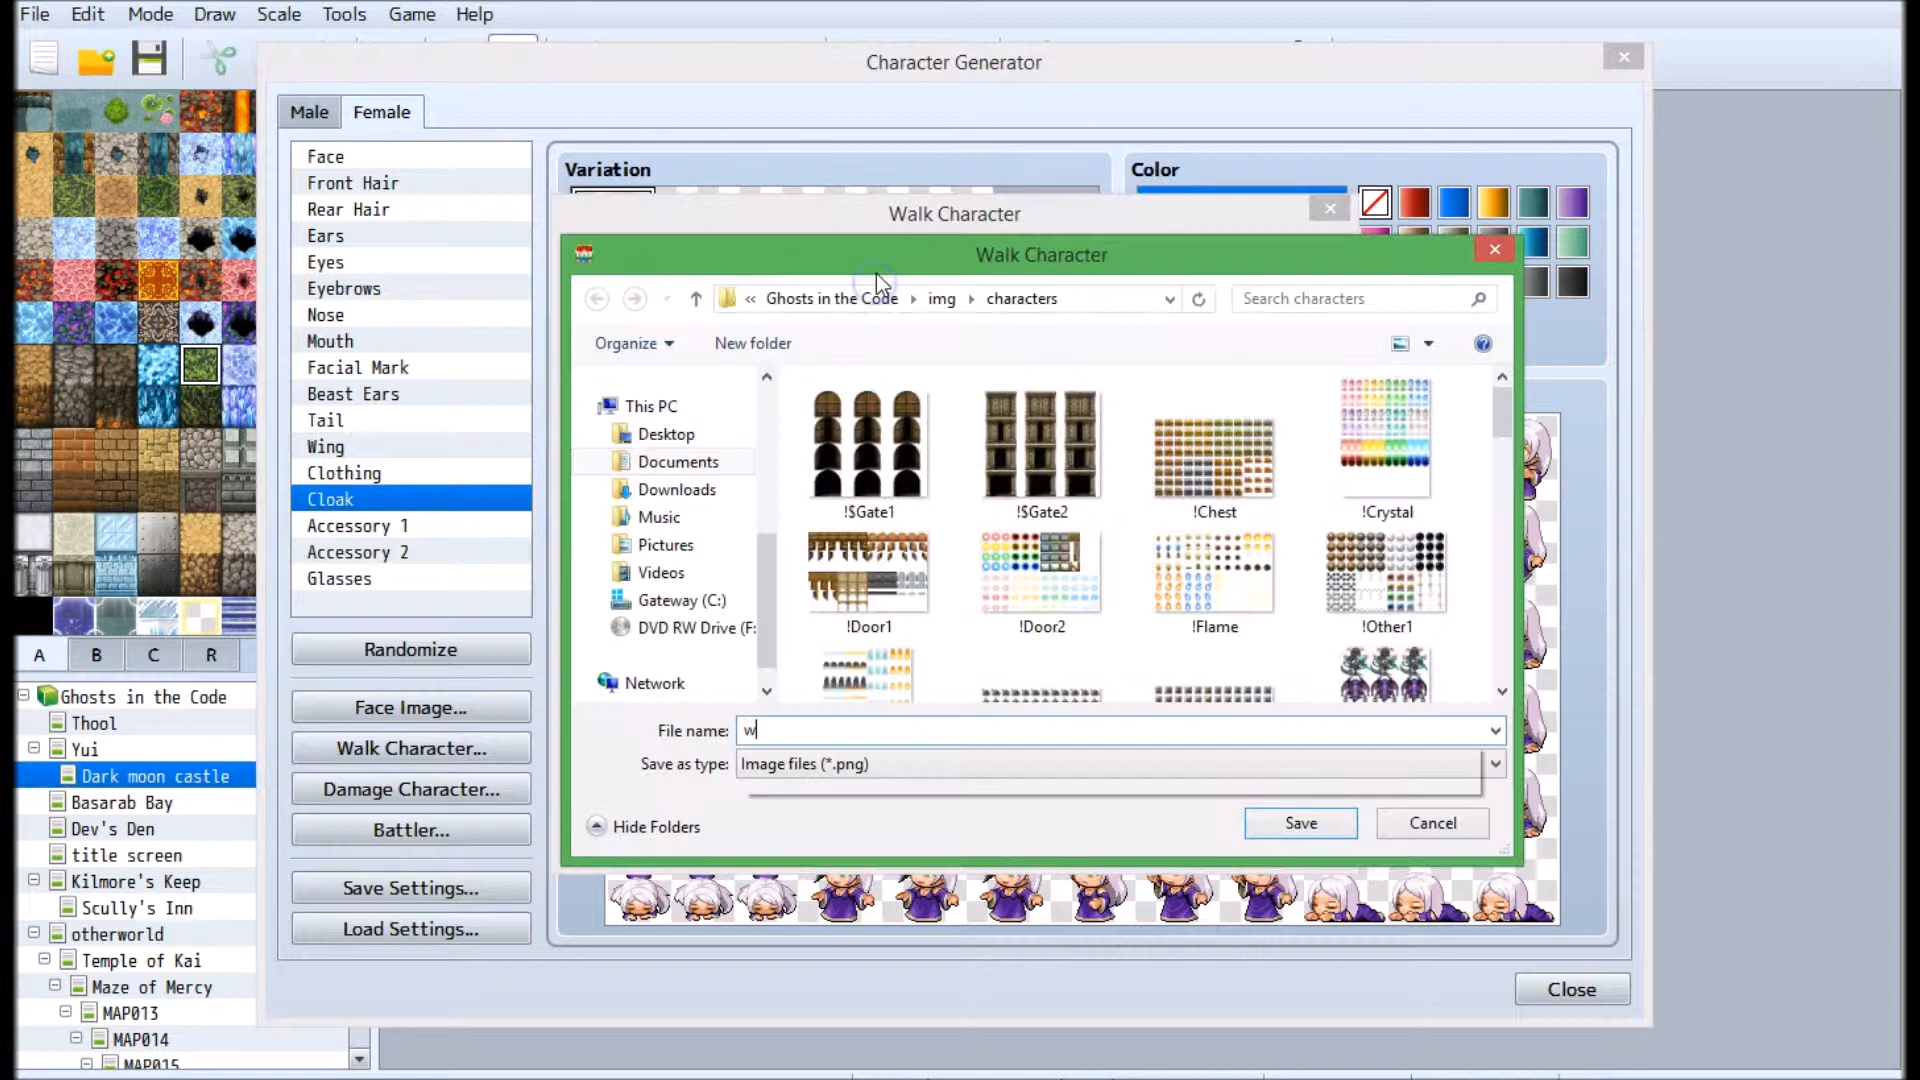 File Edit Mode Draw Scale Tools Game Help
Character Generator
Male Female
Face
Front Hair
Rear Hair
Ears
Eyes
Eyebrows
Nose
Mouth
Facial Mark
Beast Ears
Tail
Wing
Clothing
Cloak
Accessory 1
Accessory 2
Glasses
Randomize
Face Image...
Walk Character...
Damage Character...
Battler...
Save Settings...
Load Settings...
Variation
Color
Walk Character
Walk Character
« Ghosts in the Code img characters
Search characters
Organize New folder
This PC
Desktop
Documents
Downloads
Music
Pictures
Videos
Gateway (C:)
DVD RW Drive (F:
Network
!$Gate1 !$Gate2 !Chest !Crystal
!Door1 !Door2 !Flame !Other1
File name: w
Save as type: Image files (*.png)
Hide Folders
Save Cancel
Close
A B C R
Ghosts in the Code
Thool
Yui
Dark moon castle
Basarab Bay
Dev's Den
title screen
Kilmore's Keep
Scully's Inn
otherworld
Temple of Kai
Maze of Mercy
MAP013
MAP014
MAP015